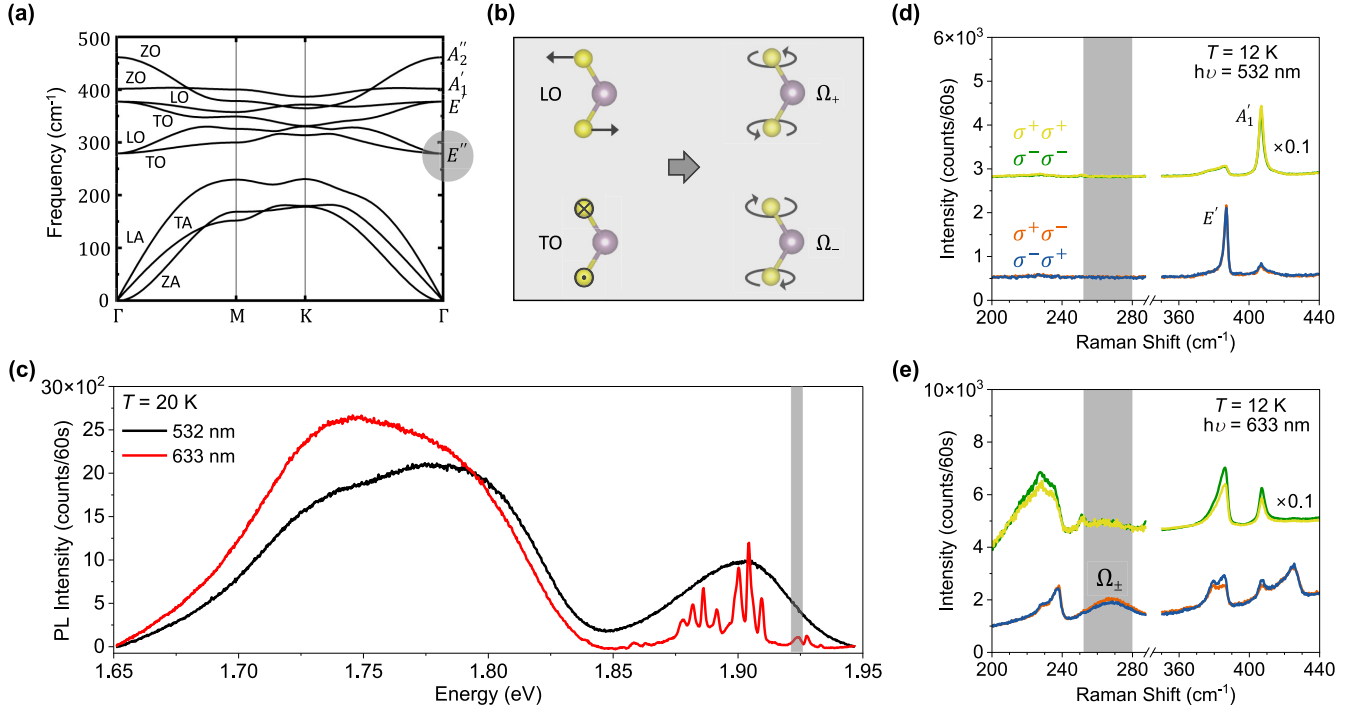 (a)
Frequency (cm⁻¹)
500
400
300
200
100
0
ZO
ZO
LO
TO
LO
TO
LA
TA
ZA
A₂″
A₁′
E′
E″
Γ
M
K
Γ
(b)
LO
Ω₊
TO
Ω₋
(c)
PL Intensity (counts/60s)
30×10²
25
20
15
10
5
0
T = 20 K
532 nm
633 nm
1.65
1.70
1.75
1.80
1.85
1.90
1.95
Energy (eV)
(d)
Intensity (counts/60s)
6×10³
5
4
3
2
1
0
T = 12 K
hυ = 532 nm
A₁′
×0.1
σ⁺σ⁺
σ⁻σ⁻
E′
σ⁺σ⁻
σ⁻σ⁺
200
240
280
360
400
440
Raman Shift (cm⁻¹)
(e)
Intensity (counts/60s)
10×10³
8
6
4
2
0
T = 12 K
hυ = 633 nm
×0.1
Ω±
200
240
280
360
400
440
Raman Shift (cm⁻¹)